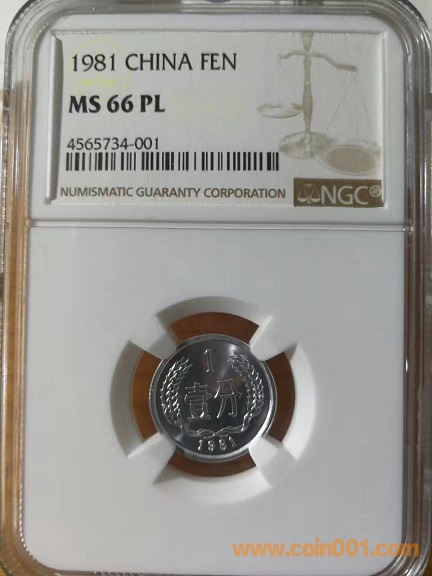 1981 CHINA FEN
MS 66 PL
4565734-001
NUMISMATIC GUARANTY CORPORATION NGC®
1
壹分
1981
www.coin001.com